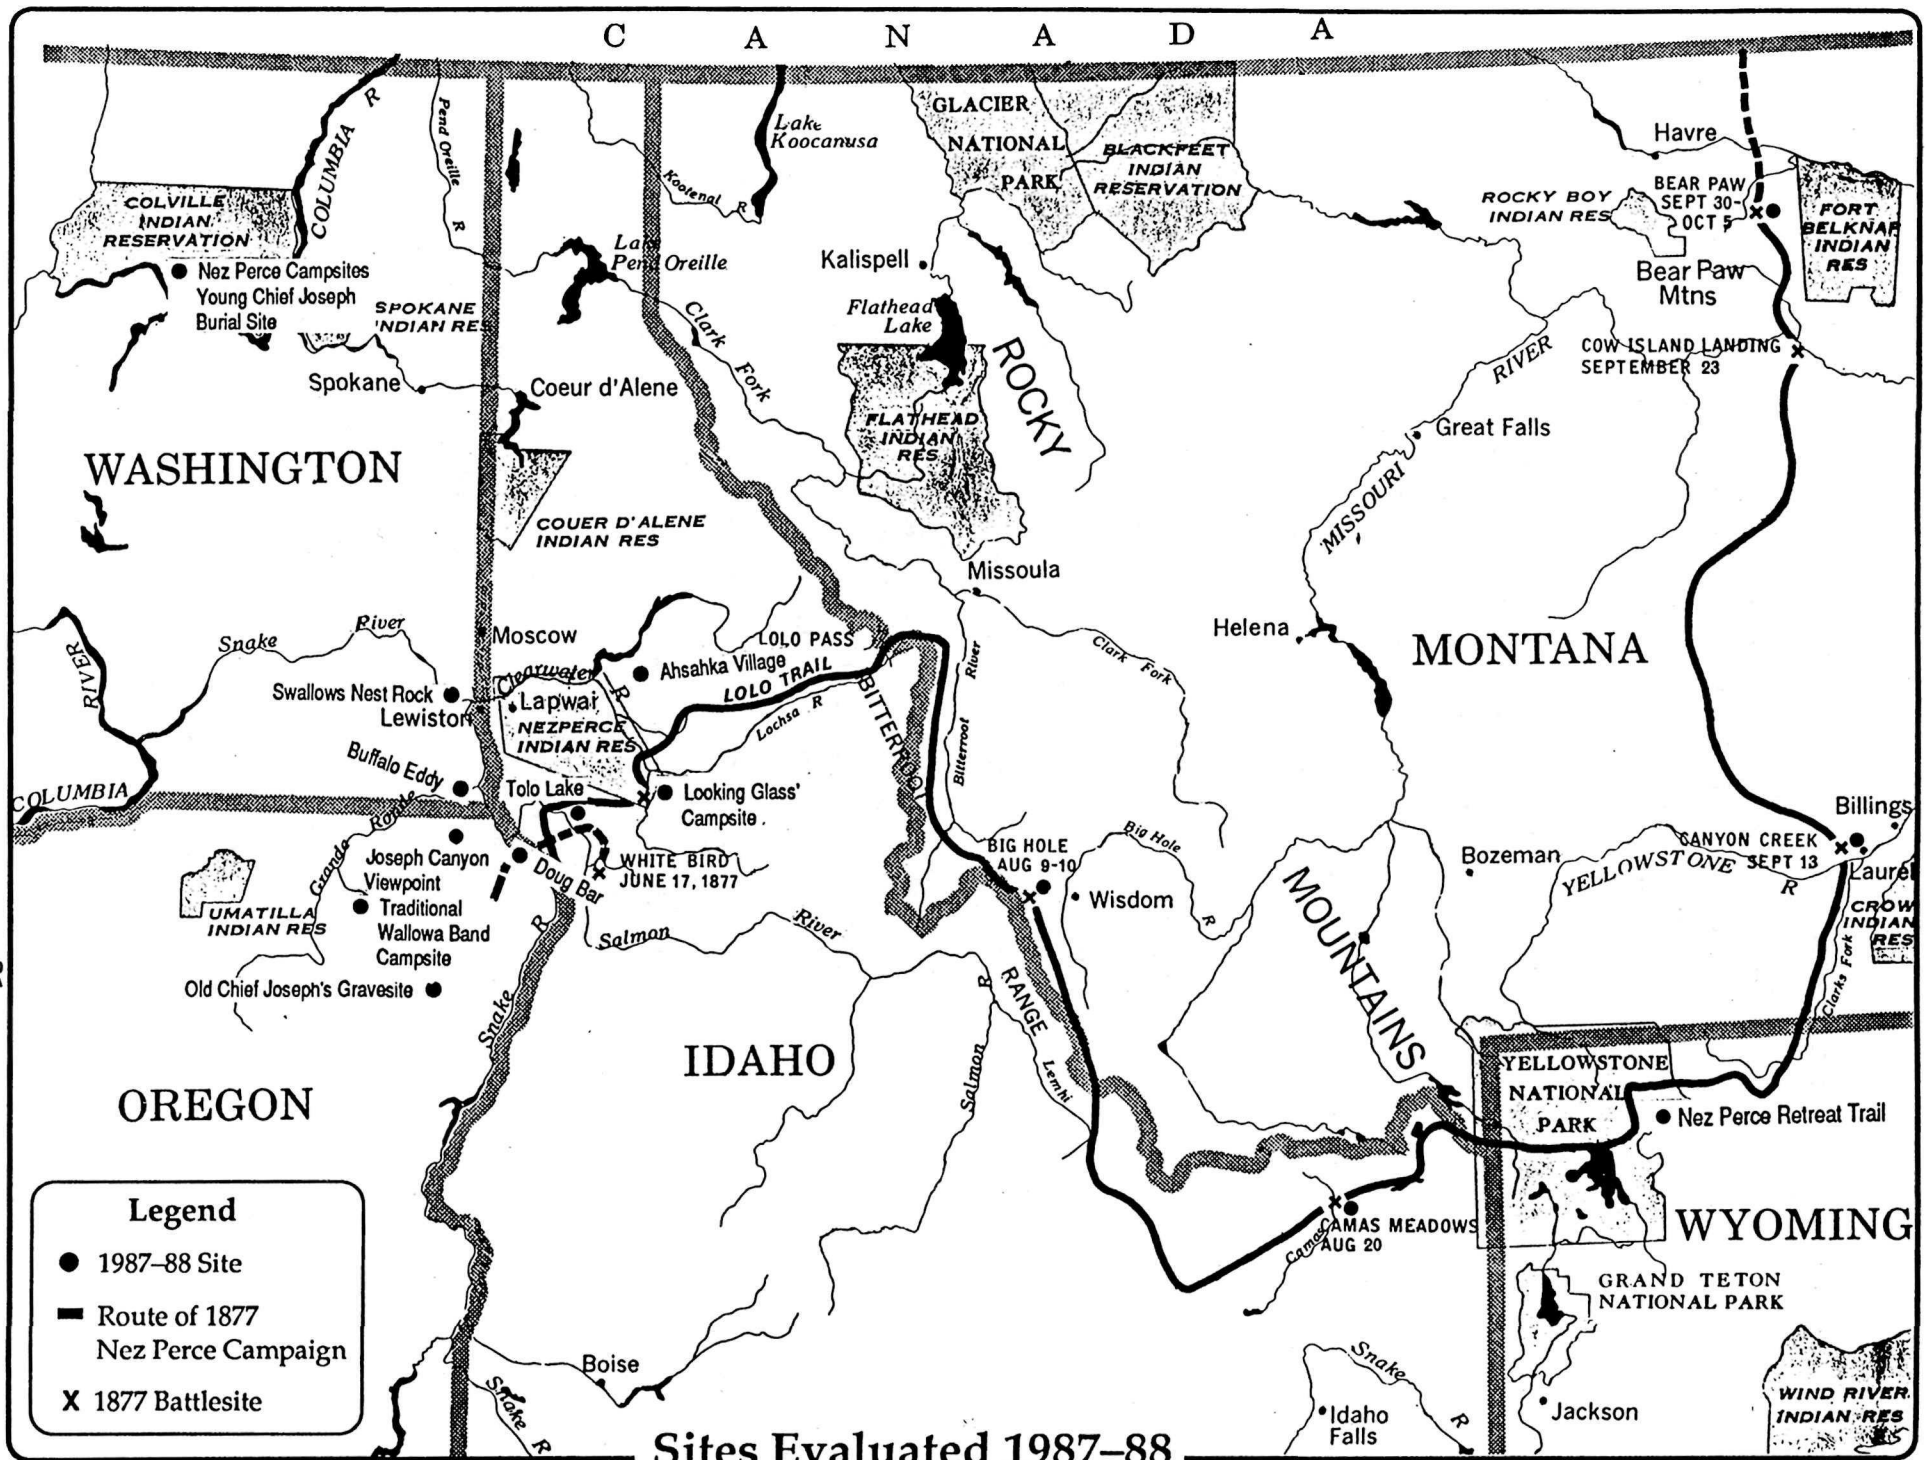 C A N A D A
COLUMBIA
R
Pend Oreille
R
Lake
Koocanusa
Kootenai
R
GLACIER
NATIONAL
PARK
BLACKFEET
INDIAN
RESERVATION
Havre
ROCKY BOY
INDIAN RES
BEAR PAW
SEPT 30-
OCT 5
FORT
BELKNAP
INDIAN
RES
COLVILLE
INDIAN
RESERVATION
Nez Perce Campsites
Young Chief Joseph
Burial Site
SPOKANE
INDIAN RES
Lake
Pend Oreille
Kalispell
Flathead
Lake
Bear Paw
Mtns
Clark
Fork
ROCKY
RIVER
COW ISLAND LANDING
SEPTEMBER 23
Spokane
Coeur d'Alene
FLATHEAD
INDIAN
RES
Great Falls
WASHINGTON
MISSOURI
COUER D'ALENE
INDIAN RES
Missoula
Snake
River
Moscow
LOLO PASS
Helena
MONTANA
RIVER
Clearwater
R
Ahsahka Village
LOLO TRAIL
River
Clark Fork
Swallows Nest Rock
Lewiston
Lapwai
NEZPERCE
INDIAN RES
Lochsa R
BITTERROOT
Bitterroot
Buffalo Eddy
COLUMBIA
Tolo Lake
Looking Glass'
Campsite
Ronde
Grande
Joseph Canyon
Viewpoint
Doug Bar
WHITE BIRD
JUNE 17, 1877
BIG HOLE
AUG 9-10
Big Hole
R
Wisdom
Bozeman
YELLOWSTONE
R
CANYON CREEK
SEPT 13
Billings
Laurel
UMATILLA
INDIAN RES
Traditional
Wallowa Band
Campsite
R
Salmon
River
MOUNTAINS
CROW
INDIAN
RES
Clarks Fork
Old Chief Joseph's Gravesite
Snake
R
RANGE
OREGON
IDAHO
Salmon
Lemhi
R
YELLOWSTONE
NATIONAL
PARK
Nez Perce Retreat Trail
CAMAS MEADOWS
AUG 20
Camas
WYOMING
GRAND TETON
NATIONAL PARK
Legend
1987–88 Site
Route of 1877
Nez Perce Campaign
X 1877 Battlesite
Boise
Snake
R
Snake
R
Idaho
Falls
Jackson
WIND RIVER
INDIAN RES
Sites Evaluated 1987–88